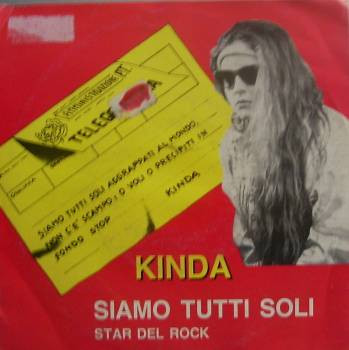 TELEG
SIAMO TUTTI SOLI AGGRAPPATI AL MONDO.
NON C'E' SCAMPO: O VOLI O PRECIPITI IN
FONDO STOP
KINDA
KINDA
SIAMO TUTTI SOLI
STAR DEL ROCK